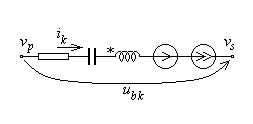 v_p i_k * v_s
u_bk